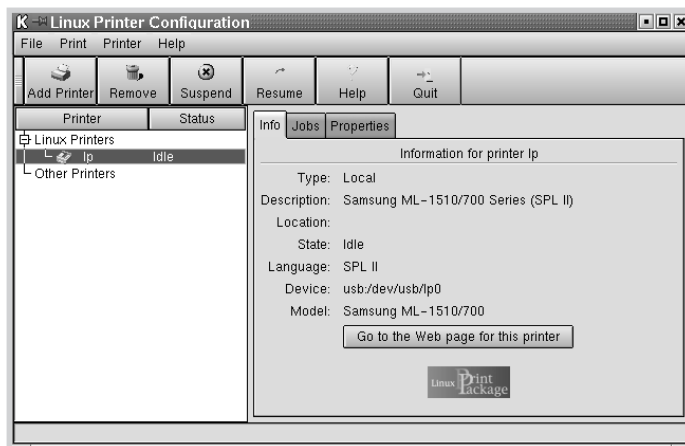 Linux Printer Configuration
File Print Printer Help
Add Printer Remove Suspend Resume Help Quit
Printer Status
Linux Printers
lp Idle
Other Printers
Info Jobs Properties
Information for printer lp
Type: Local
Description: Samsung ML-1510/700 Series (SPL II)
Location:
State: Idle
Language: SPL II
Device: usb:/dev/usb/lp0
Model: Samsung ML-1510/700
Go to the Web page for this printer
Linux Print Package